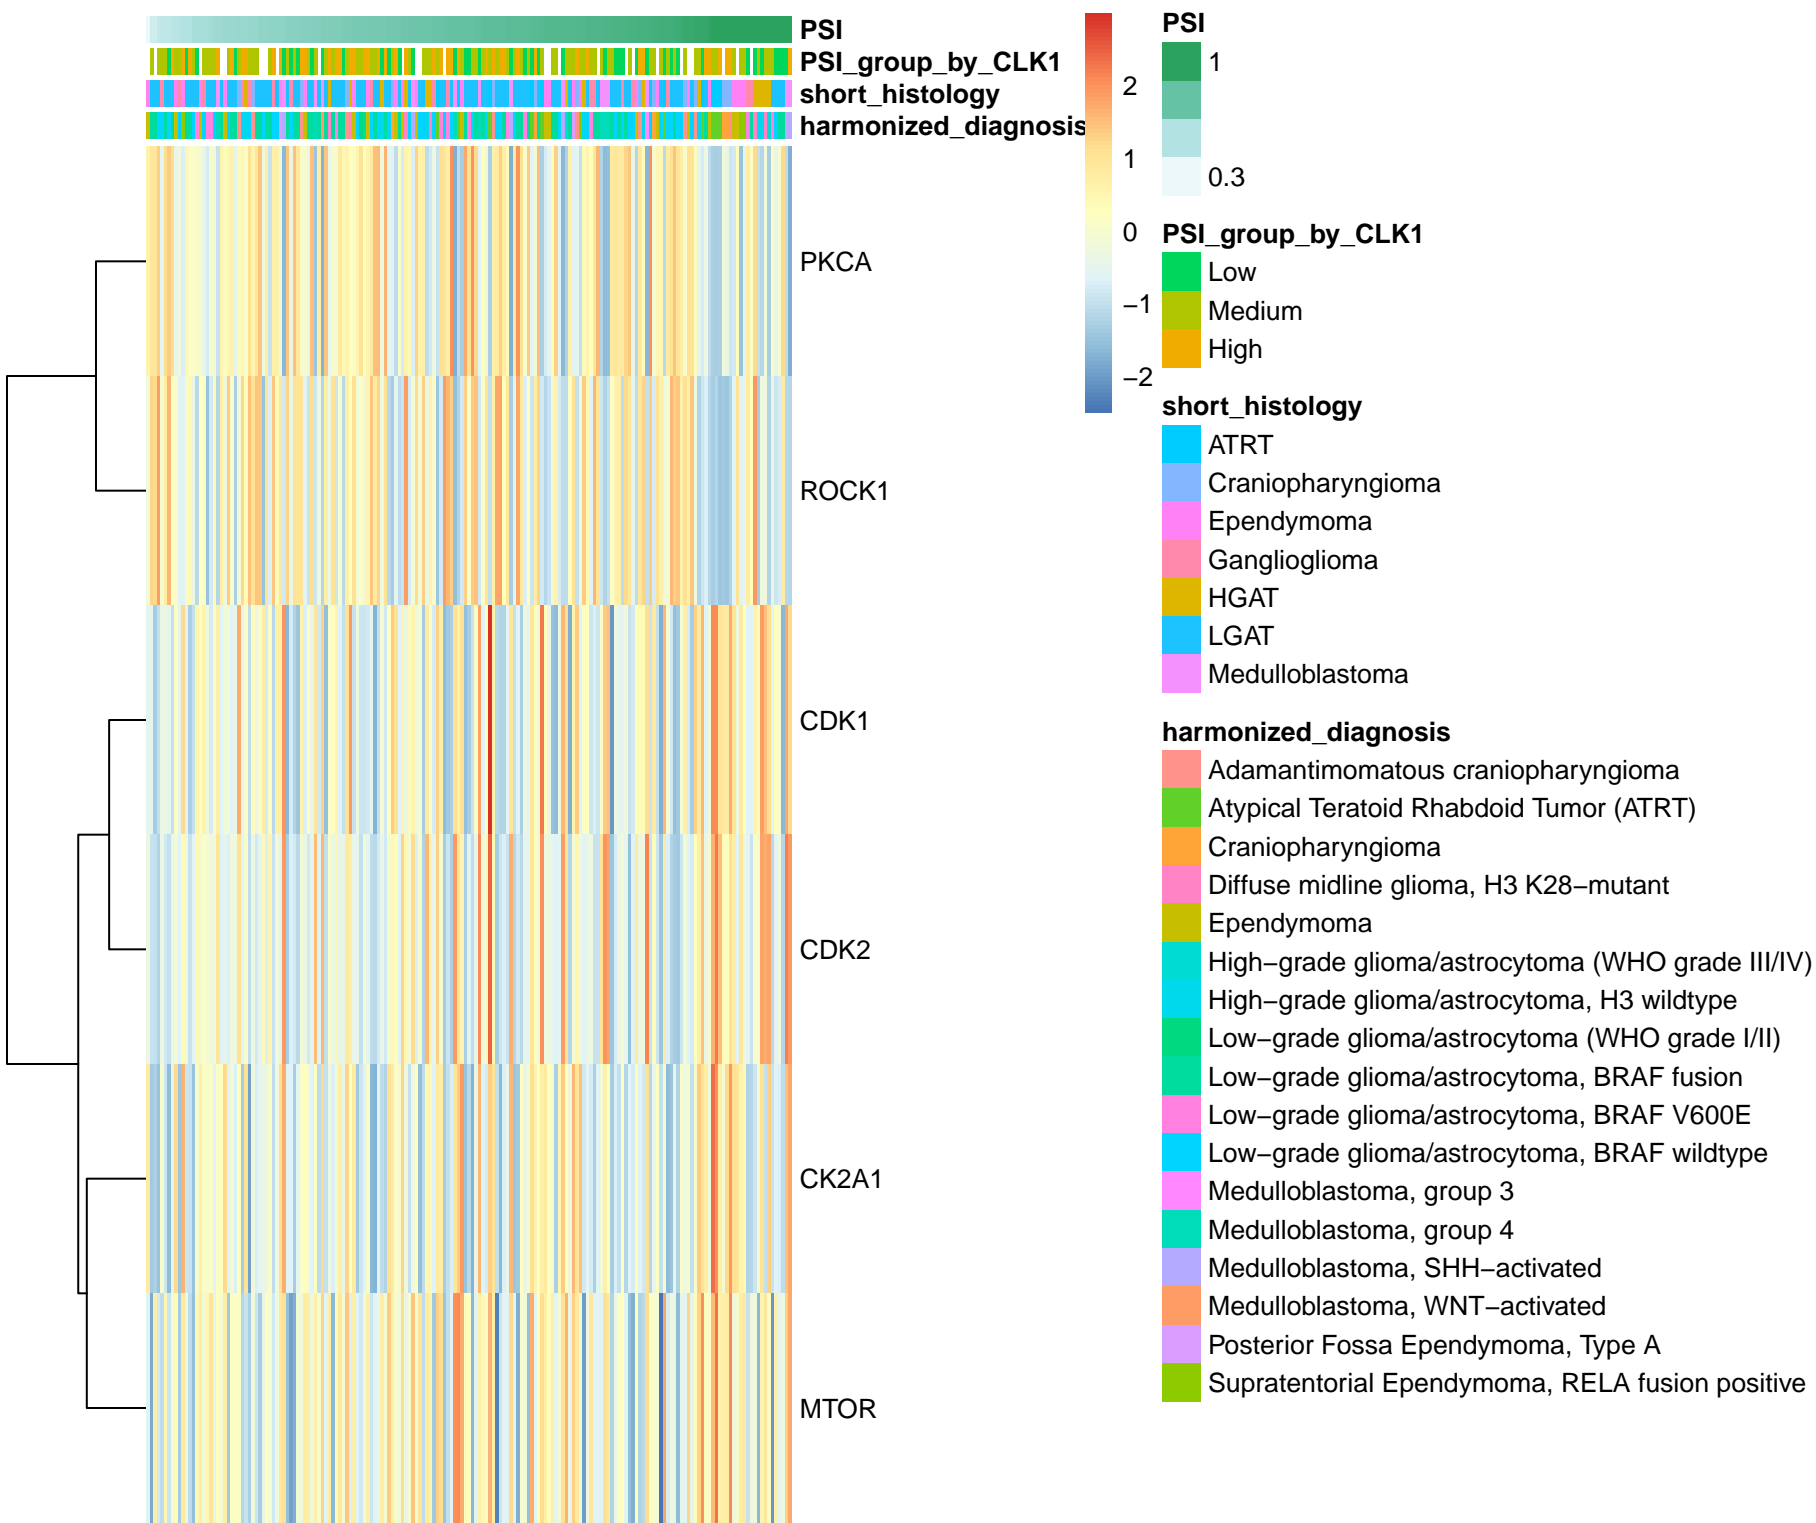 PSI
PSI_group_by_CLK1
short_histology
harmonized_diagnosis
PKCA
ROCK1
CDK1
CDK2
CK2A1
MTOR
2
1
0
−1
−2
PSI
1
0.3
PSI_group_by_CLK1
Low
Medium
High
short_histology
ATRT
Craniopharyngioma
Ependymoma
Ganglioglioma
HGAT
LGAT
Medulloblastoma
harmonized_diagnosis
Adamantimomatous craniopharyngioma
Atypical Teratoid Rhabdoid Tumor (ATRT)
Craniopharyngioma
Diffuse midline glioma, H3 K28−mutant
Ependymoma
High−grade glioma/astrocytoma (WHO grade III/IV)
High−grade glioma/astrocytoma, H3 wildtype
Low−grade glioma/astrocytoma (WHO grade I/II)
Low−grade glioma/astrocytoma, BRAF fusion
Low−grade glioma/astrocytoma, BRAF V600E
Low−grade glioma/astrocytoma, BRAF wildtype
Medulloblastoma, group 3
Medulloblastoma, group 4
Medulloblastoma, SHH−activated
Medulloblastoma, WNT−activated
Posterior Fossa Ependymoma, Type A
Supratentorial Ependymoma, RELA fusion positive